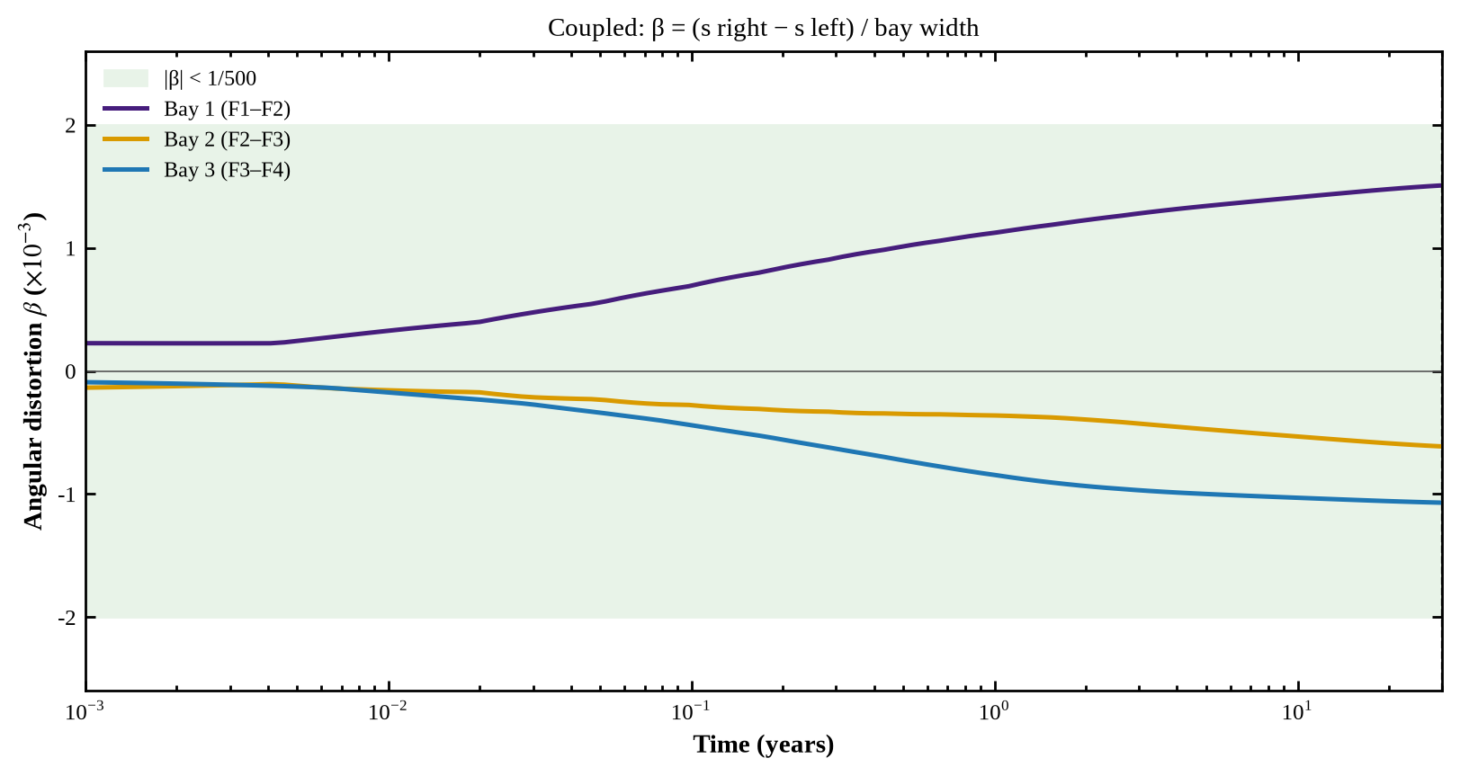 Coupled: β = (s right − s left) / bay width
|β| < 1/500
Bay 1 (F1–F2)
Bay 2 (F2–F3)
Bay 3 (F3–F4)
Angular distortion β (×10⁻³)
2
1
0
-1
-2
10⁻³ 10⁻² 10⁻¹ 10⁰ 10¹
Time (years)